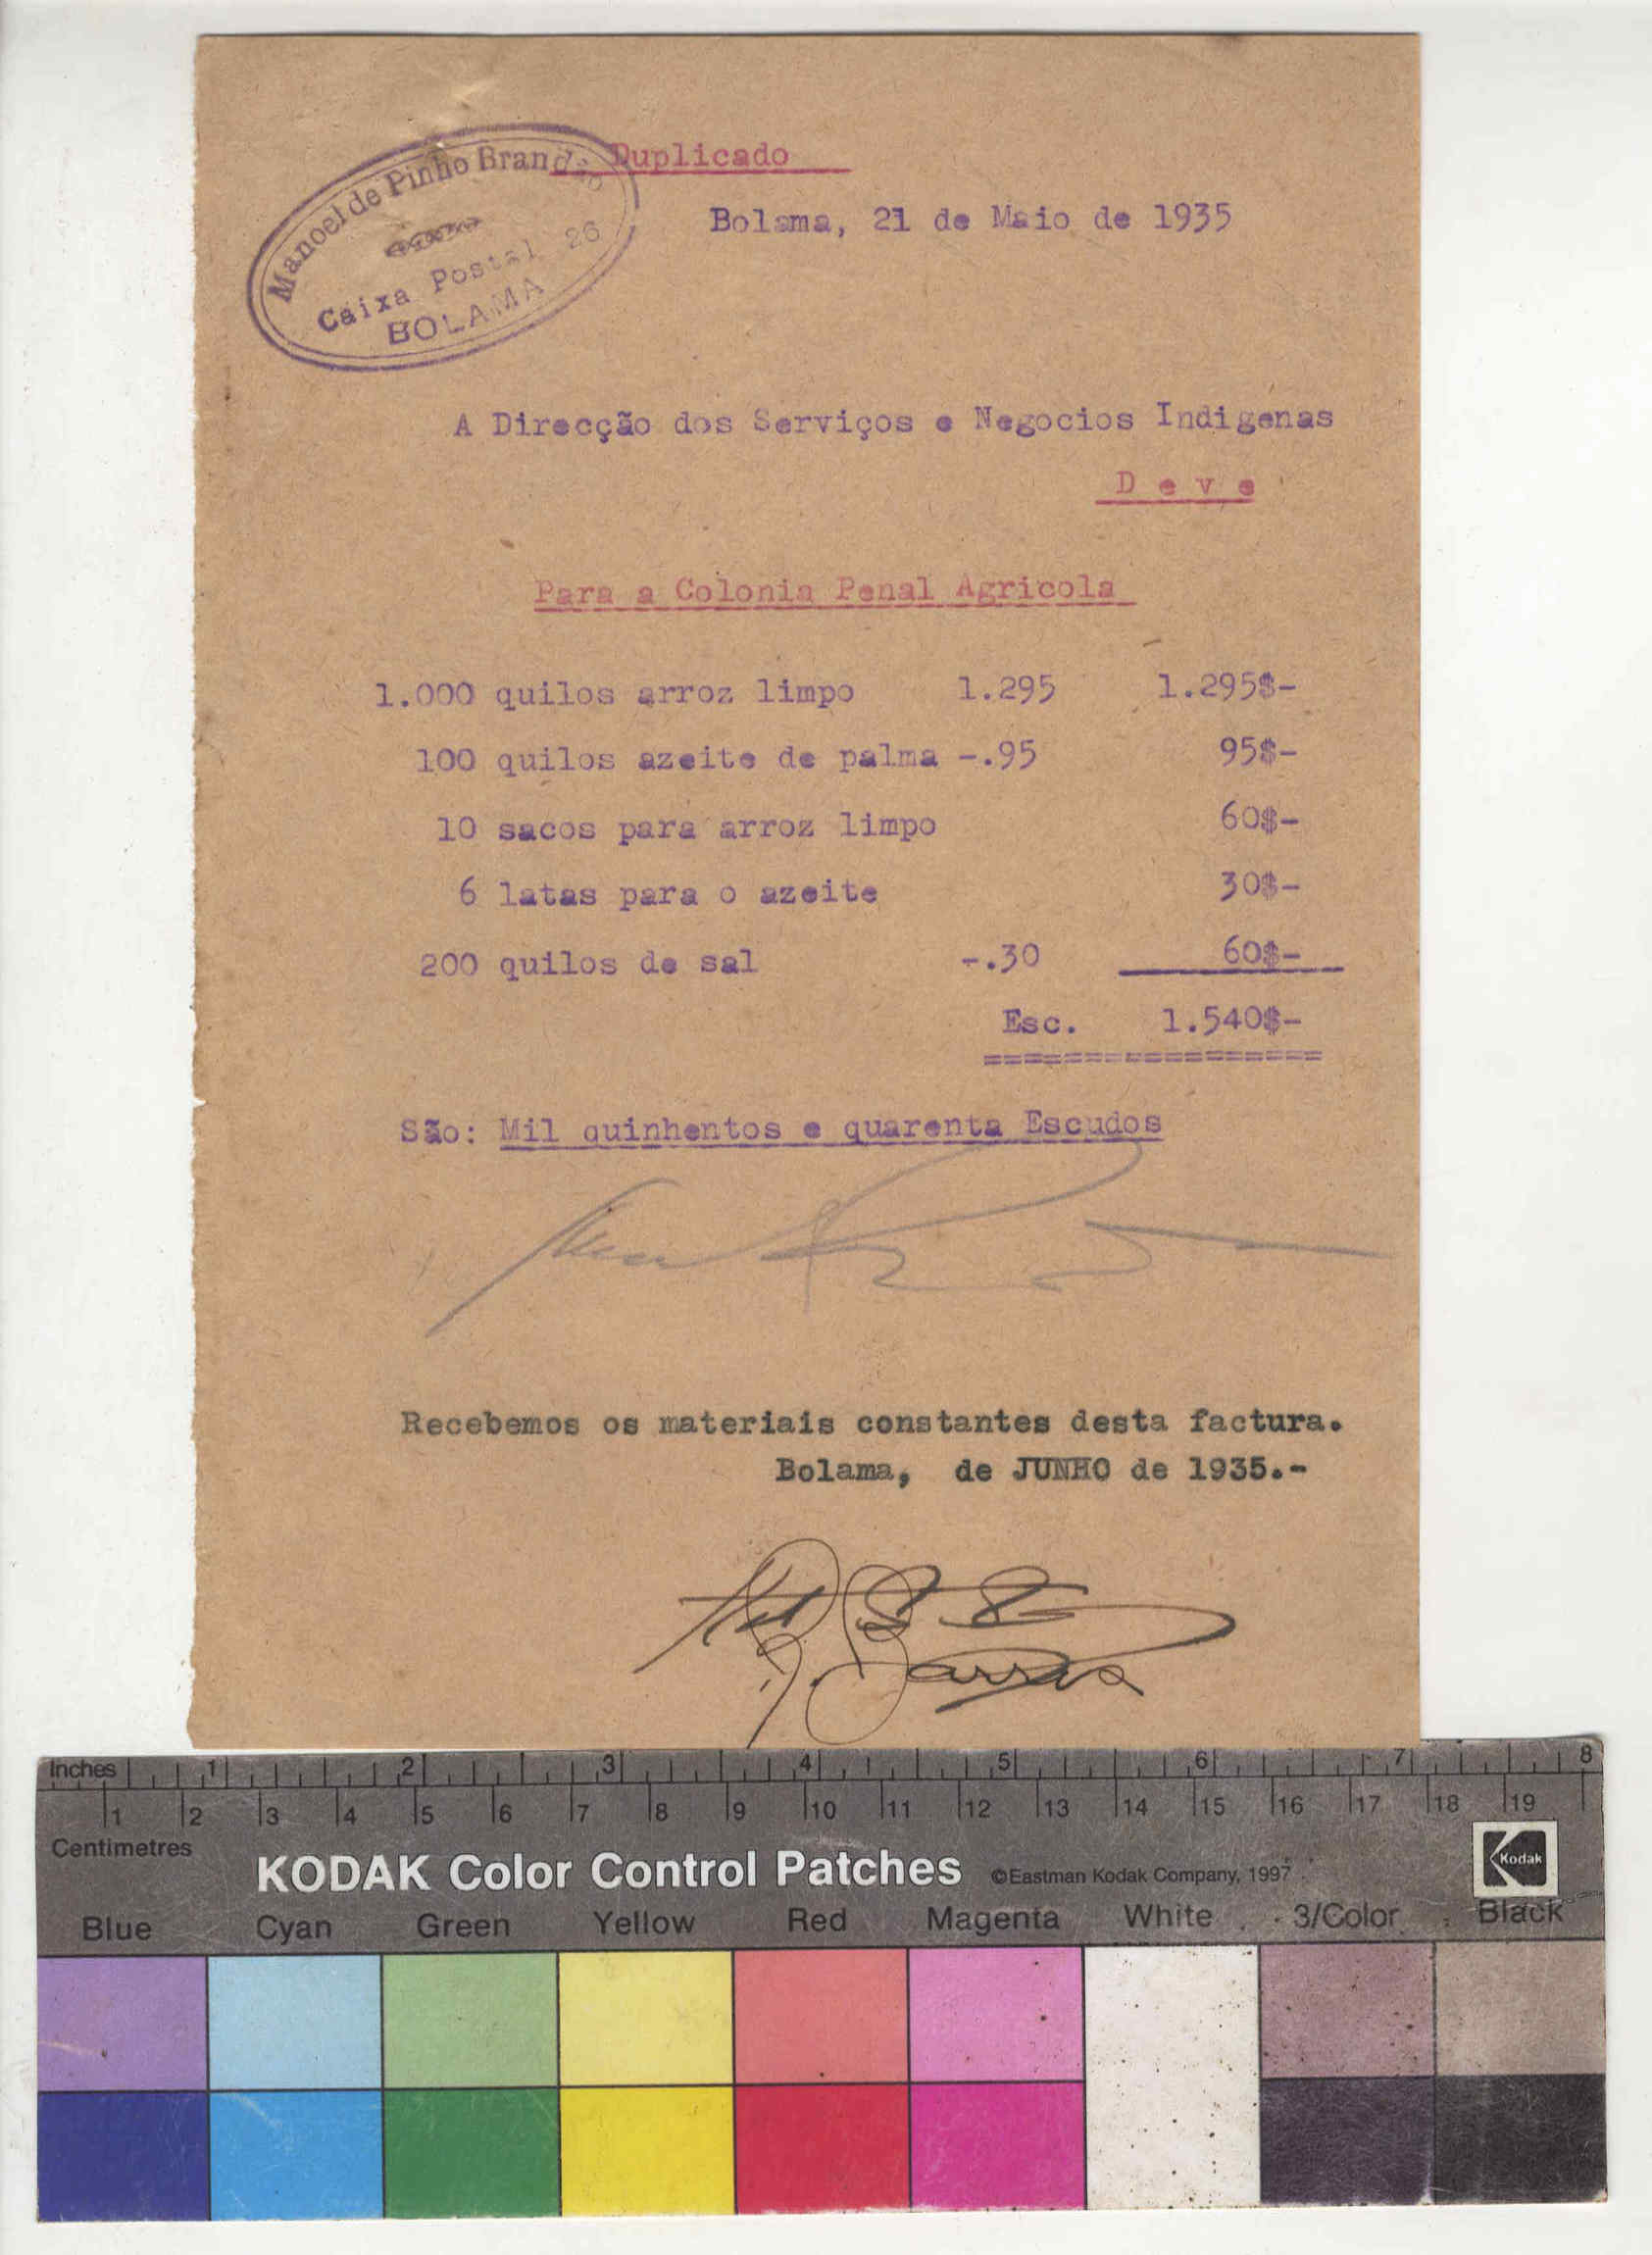 Duplicado
Manoel de Pinho Brandão
Caixa Postal 26
BOLAMA
Bolama, 21 de Maio de 1935
A Direcção dos Serviços e Negocios Indigenas
D e v e
Para a Colonia Penal Agricola
1.000 quilos arroz limpo 1.295 1.295$-
100 quilos azeite de palma -.95 95$-
10 sacos para arroz limpo 60$-
6 latas para o azeite 30$-
200 quilos de sal -.30 60$-
Esc. 1.540$-
==================
São: Mil quinhentos e quarenta Escudos
Recebemos os materiais constantes desta factura.
Bolama, de JUNHO de 1935.-
Inches 1 2 3 4 5 6 7 8
1 2 3 4 5 6 7 8 9 10 11 12 13 14 15 16 17 18 19
Centimetres
KODAK Color Control Patches ©Eastman Kodak Company, 1997 Kodak
Blue Cyan Green Yellow Red Magenta White 3/Color Black